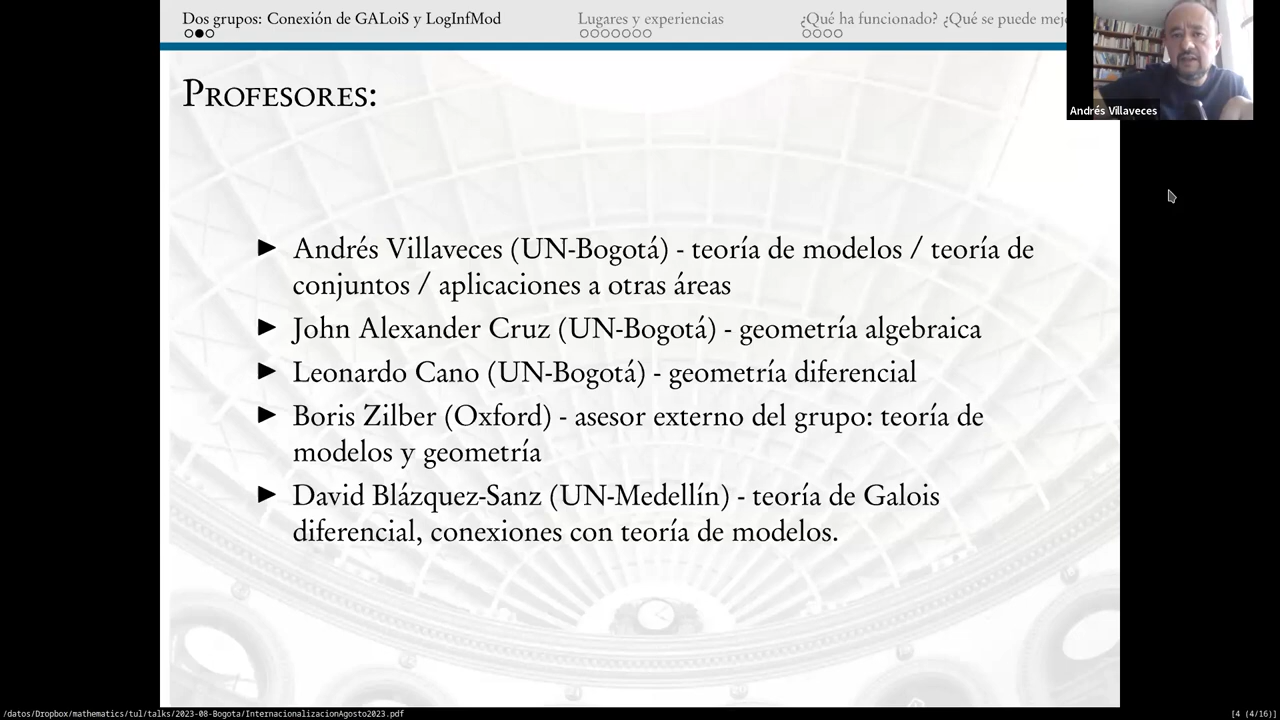 Dos grupos: Conexión de GALoiS y LogInfMod
Lugares y experiencias
¿Qué ha funcionado? ¿Qué se puede
Andrés Villaveces
Profesores:
Andrés Villaveces (UN-Bogotá) - teoría de modelos / teoría de
conjuntos / aplicaciones a otras áreas
John Alexander Cruz (UN-Bogotá) - geometría algebraica
Leonardo Cano (UN-Bogotá) - geometría diferencial
Boris Zilber (Oxford) - asesor externo del grupo: teoría de
modelos y geometría
David Blázquez-Sanz (UN-Medellín) - teoría de Galois
diferencial, conexiones con teoría de modelos.
/datos/Dropbox/mathematics/tul/talks/2023-08-Bogota/InternacionalizacionAgosto2023.pdf
[4 (4/16)]